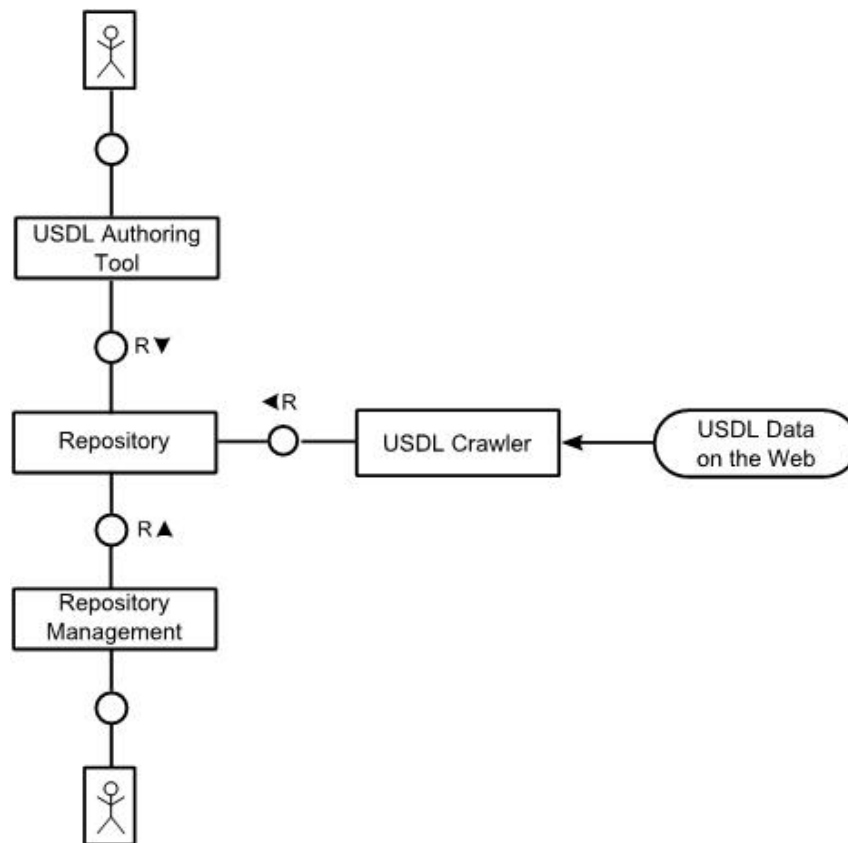 USDL Authoring
Tool
R▼
Repository
◄R
USDL Crawler
USDL Data
on the Web
R▲
Repository
Management